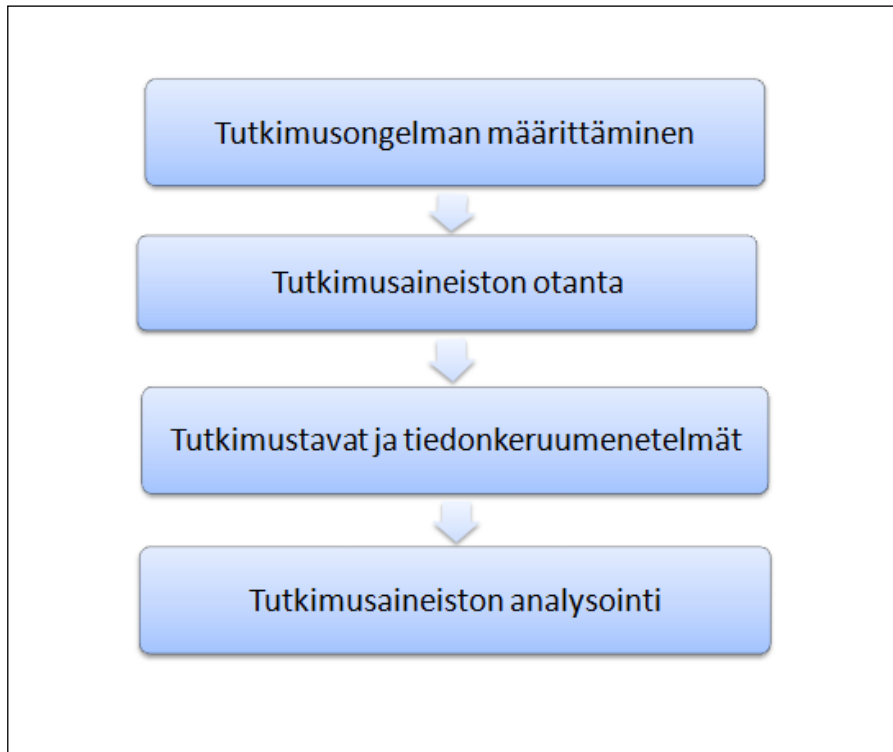 Tutkimusongelman määrittäminen
Tutkimusaineiston otanta
Tutkimustavat ja tiedonkeruumenetelmät
Tutkimusaineiston analysointi